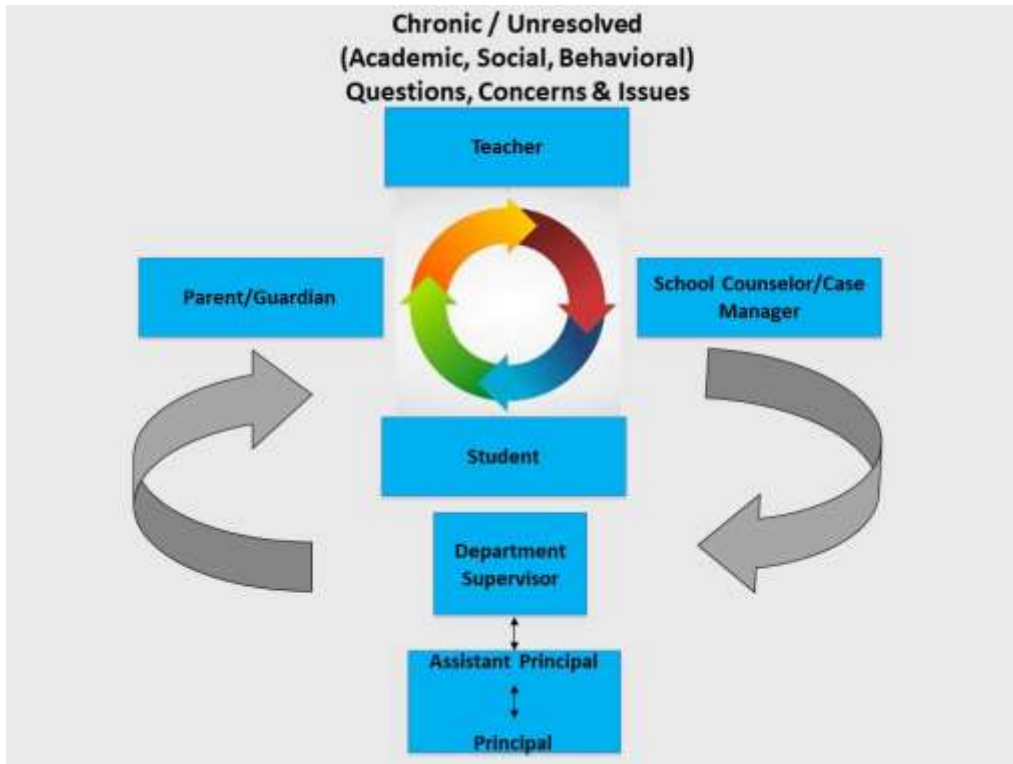 Chronic / Unresolved
(Academic, Social, Behavioral)
Questions, Concerns & Issues
Teacher
Parent/Guardian
School Counselor/Case
Manager
Student
Department
Supervisor
Assistant Principal
Principal